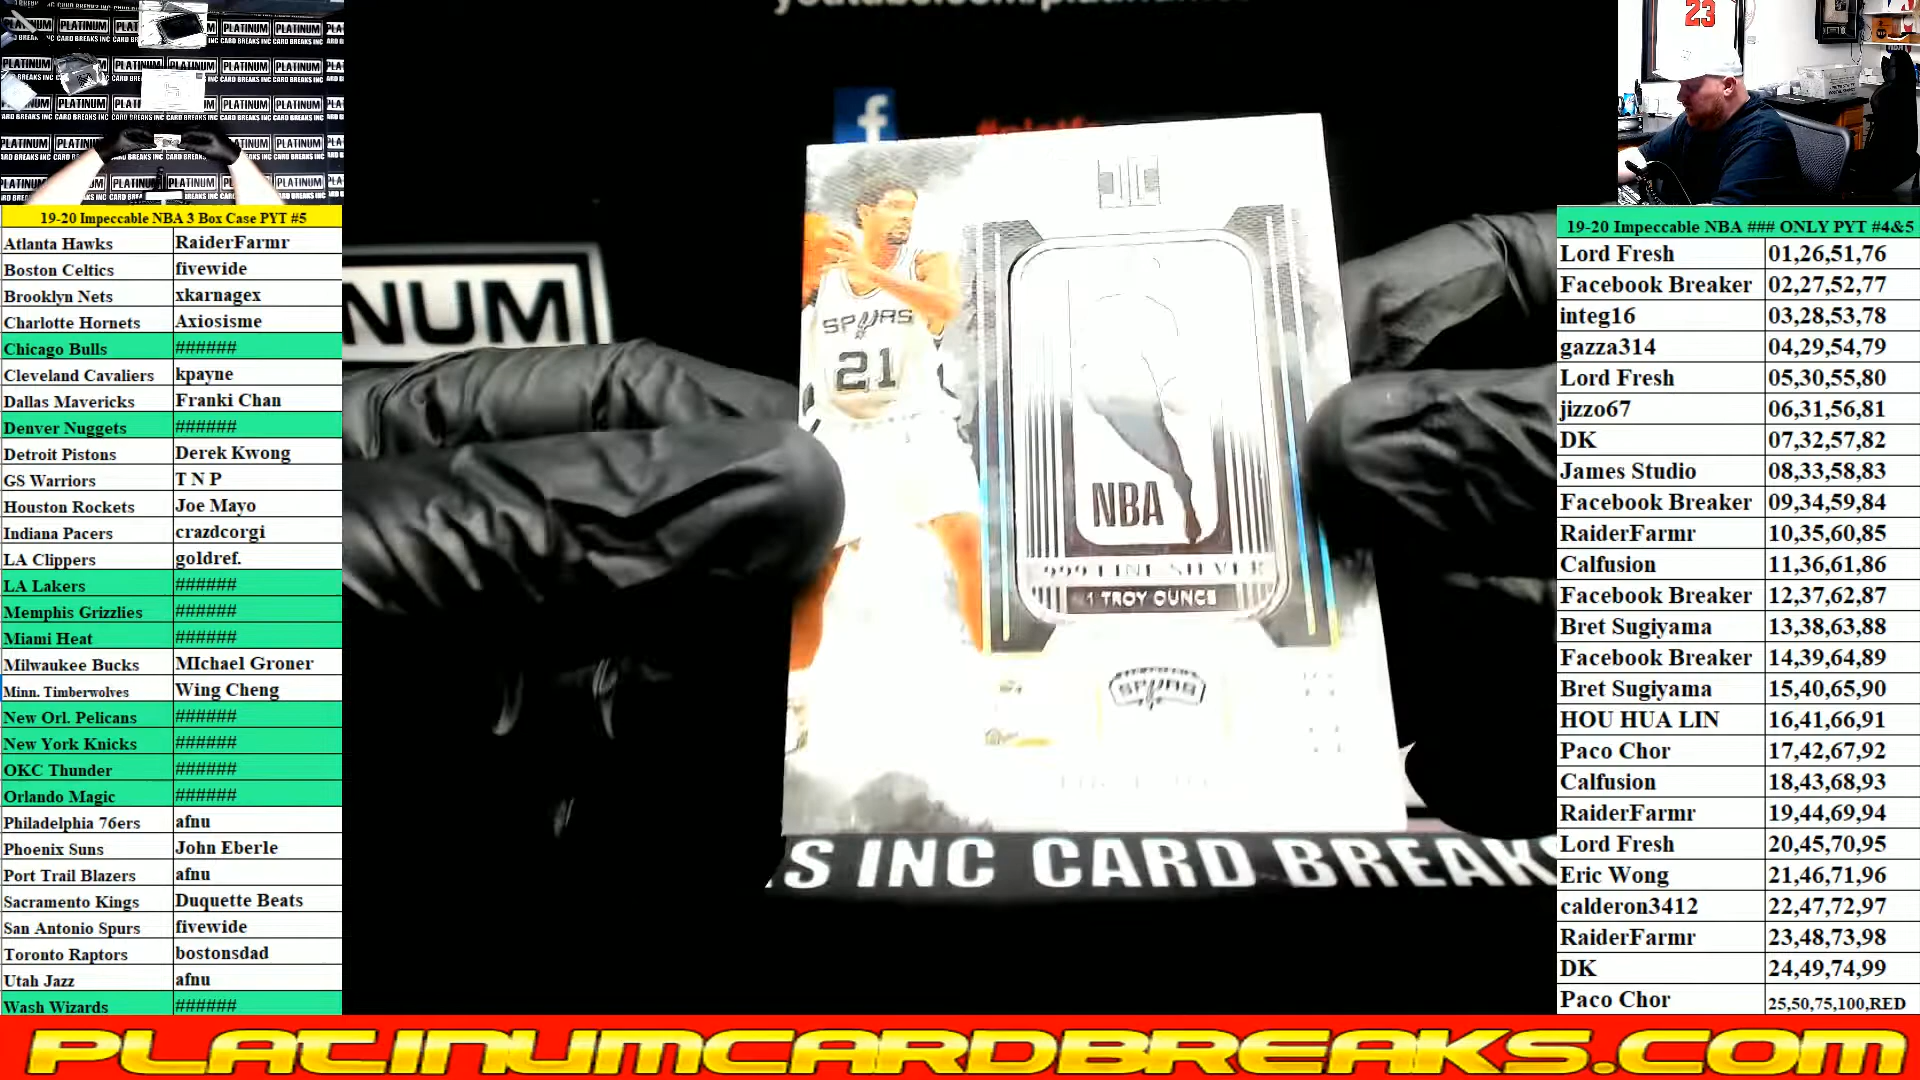 19-20 Impeccable NBA 3 Box Case PYT #5
Atlanta Hawks RaiderFarmr
Boston Celtics fivewide
Brooklyn Nets xkarnagex
Charlotte Hornets Axiosisme
Chicago Bulls ######
Cleveland Cavaliers kpayne
Dallas Mavericks Franki Chan
Denver Nuggets ######
Detroit Pistons Derek Kwong
GS Warriors T N P
Houston Rockets Joe Mayo
Indiana Pacers crazdcorgi
LA Clippers goldref.
LA Lakers ######
Memphis Grizzlies ######
Miami Heat ######
Milwaukee Bucks MIchael Groner
Minn. Timberwolves Wing Cheng
New Orl. Pelicans ######
New York Knicks ######
OKC Thunder ######
Orlando Magic ######
Philadelphia 76ers afnu
Phoenix Suns John Eberle
Port Trail Blazers afnu
Sacramento Kings Duquette Beats
San Antonio Spurs fivewide
Toronto Raptors bostonsdad
Utah Jazz afnu
Wash Wizards ######
f
NUM
SPURS
21
NBA
999 FINE SILVER
1 TROY OUNCE
SPURS
S INC CARD BREAKS
23
19-20 Impeccable NBA ### ONLY PYT #4&5
Lord Fresh 01,26,51,76
Facebook Breaker 02,27,52,77
integ16 03,28,53,78
gazza314 04,29,54,79
Lord Fresh 05,30,55,80
jizzo67 06,31,56,81
DK 07,32,57,82
James Studio 08,33,58,83
Facebook Breaker 09,34,59,84
RaiderFarmr 10,35,60,85
Calfusion 11,36,61,86
Facebook Breaker 12,37,62,87
Bret Sugiyama 13,38,63,88
Facebook Breaker 14,39,64,89
Bret Sugiyama 15,40,65,90
HOU HUA LIN 16,41,66,91
Paco Chor 17,42,67,92
Calfusion 18,43,68,93
RaiderFarmr 19,44,69,94
Lord Fresh 20,45,70,95
Eric Wong 21,46,71,96
calderon3412 22,47,72,97
RaiderFarmr 23,48,73,98
DK 24,49,74,99
Paco Chor 25,50,75,100,RED
PLATINUMCARDBREAKS.COM